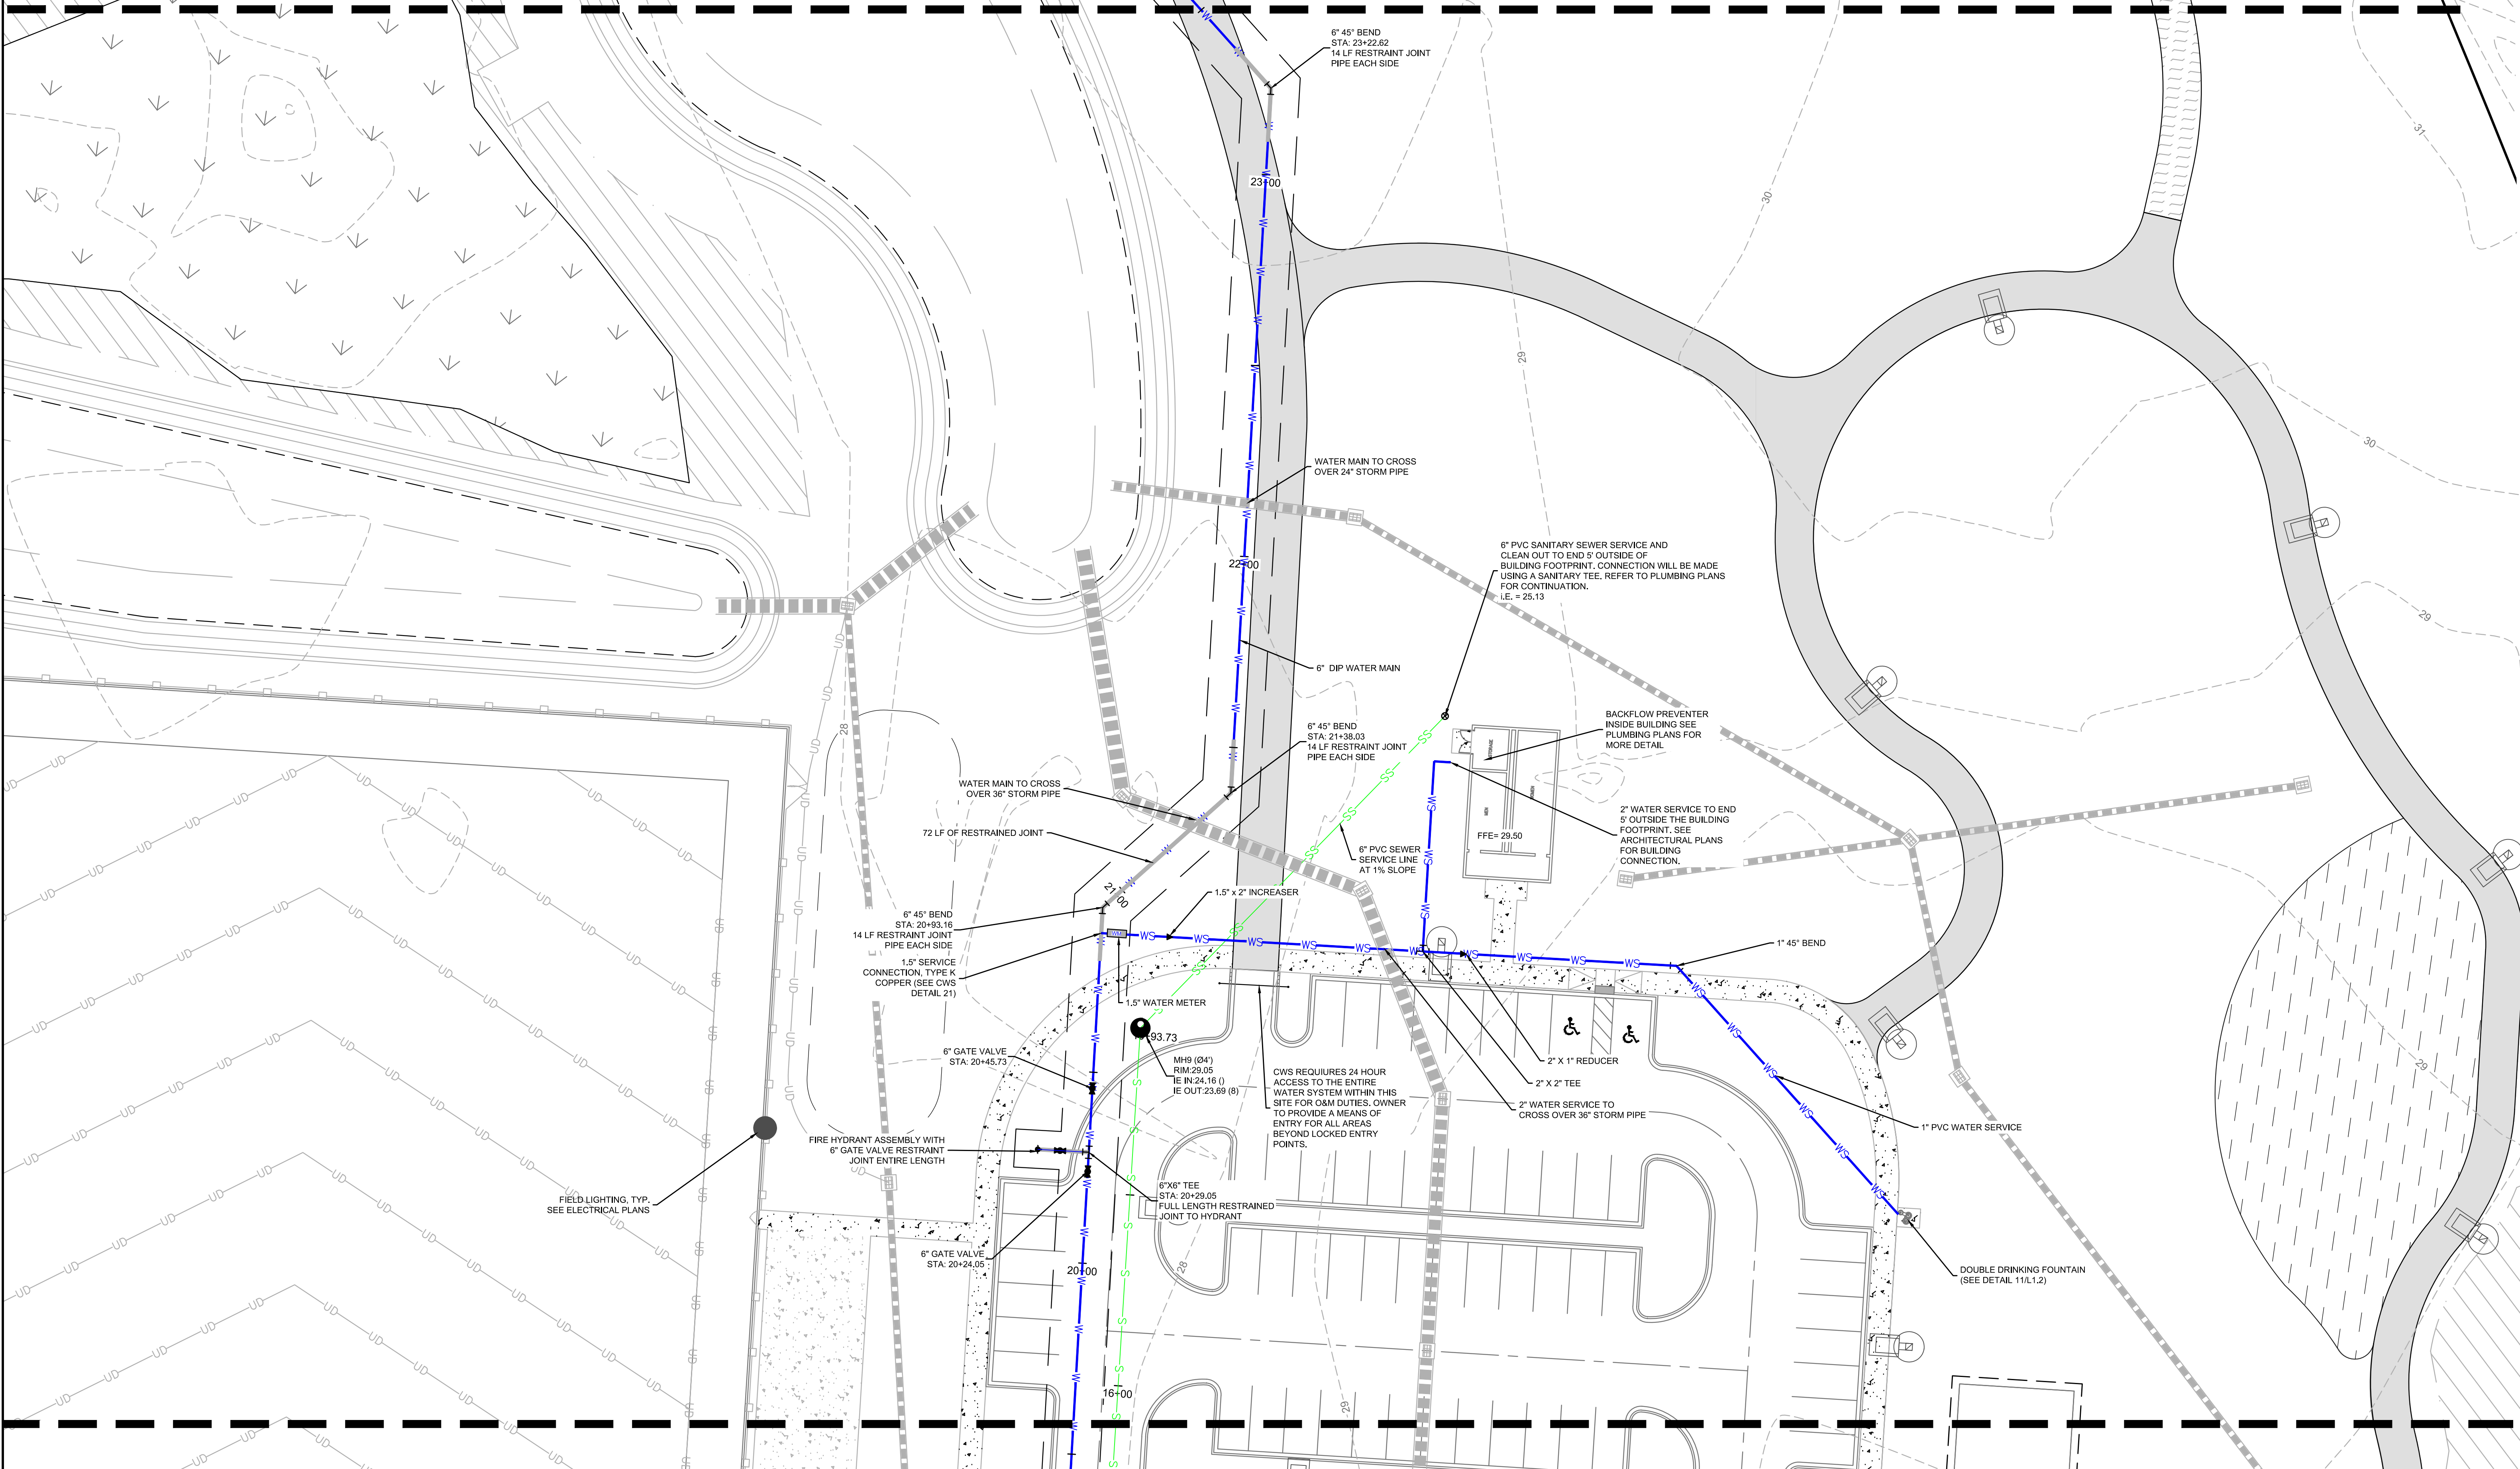 6" 45° BEND
STA: 23+22.62
14 LF RESTRAINT JOINT
PIPE EACH SIDE
31
23+00
30
29
30
WATER MAIN TO CROSS
OVER 24" STORM PIPE
22+00
6" PVC SANITARY SEWER SERVICE AND
CLEAN OUT TO END 5' OUTSIDE OF
BUILDING FOOTPRINT. CONNECTION WILL BE MADE
USING A SANITARY TEE. REFER TO PLUMBING PLANS
FOR CONTINUATION.
I.E. = 25.13
29
6" DIP WATER MAIN
28
6" 45° BEND
STA: 21+38.03
14 LF RESTRAINT JOINT
PIPE EACH SIDE
BACKFLOW PREVENTER
INSIDE BUILDING SEE
PLUMBING PLANS FOR
MORE DETAIL
STORAGE
MEN
WOMEN
FFE= 29.50
WATER MAIN TO CROSS
OVER 36" STORM PIPE
72 LF OF RESTRAINED JOINT
2" WATER SERVICE TO END
5' OUTSIDE THE BUILDING
FOOTPRINT. SEE
ARCHITECTURAL PLANS
FOR BUILDING
CONNECTION.
6" PVC SEWER
SERVICE LINE
AT 1% SLOPE
21+00
1.5" x 2" INCREASER
6" 45° BEND
STA: 20+93.16
14 LF RESTRAINT JOINT
PIPE EACH SIDE
1" 45° BEND
1.5" SERVICE
CONNECTION, TYPE K
COPPER (SEE CWS
DETAIL 21)
1.5" WATER METER
+93.73
6" GATE VALVE
STA: 20+45.73
MH9 (Ø4')
RIM:29.05
IE IN:24.16 ()
IE OUT:23.69 (8)
CWS REQUIURES 24 HOUR
ACCESS TO THE ENTIRE
WATER SYSTEM WITHIN THIS
SITE FOR O&M DUTIES. OWNER
TO PROVIDE A MEANS OF
ENTRY FOR ALL AREAS
BEYOND LOCKED ENTRY
POINTS.
2" X 1" REDUCER
2" X 2" TEE
2" WATER SERVICE TO
CROSS OVER 36" STORM PIPE
29
1" PVC WATER SERVICE
FIRE HYDRANT ASSEMBLY WITH
6" GATE VALVE RESTRAINT
JOINT ENTIRE LENGTH
FIELD LIGHTING, TYP.
SEE ELECTRICAL PLANS
6"X6" TEE
STA: 20+29.05
FULL LENGTH RESTRAINED
JOINT TO HYDRANT
6" GATE VALVE
STA: 20+24.05
20+00
28
DOUBLE DRINKING FOUNTAIN
(SEE DETAIL 11/L1.2)
16+00
29